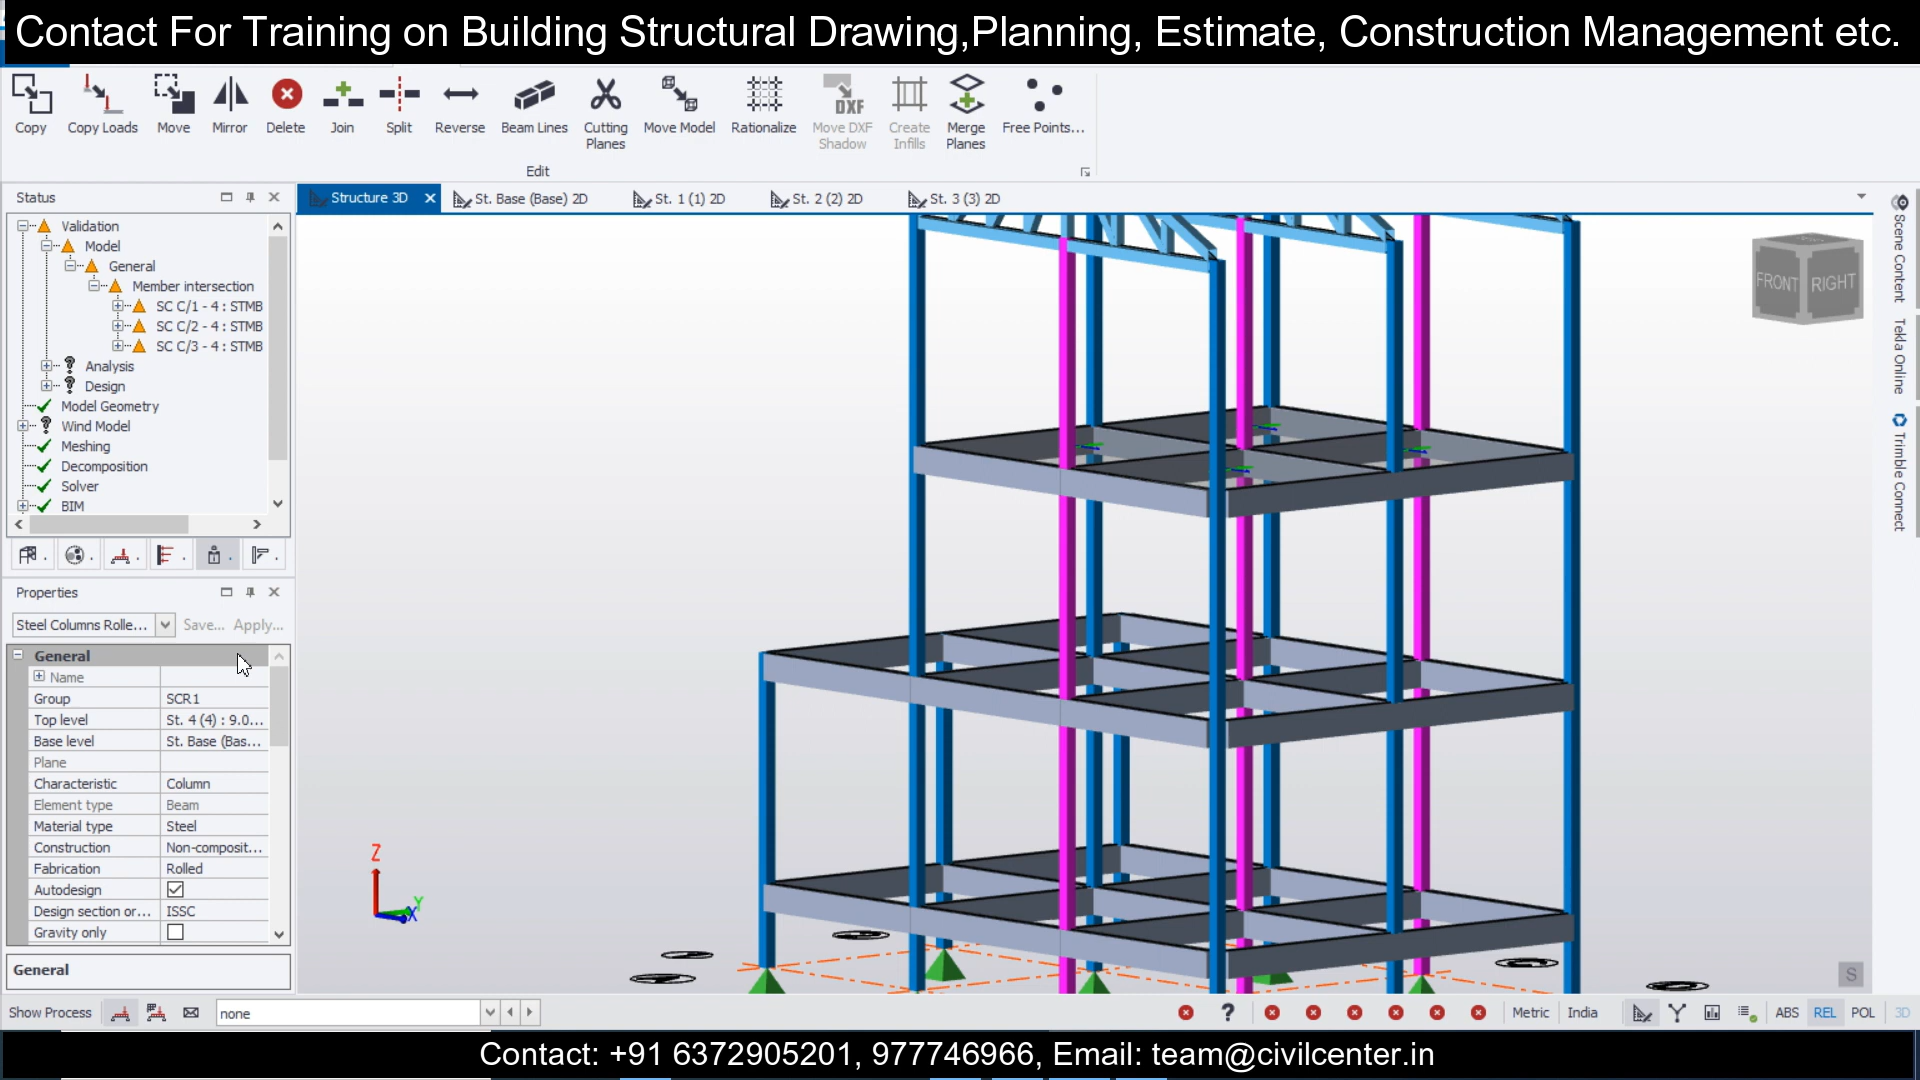 Contact For Training on Building Structural Drawing,Planning, Estimate, Construction Management etc.
Copy
Copy Loads
Move
Mirror
Delete
Join
Split
Reverse
Beam Lines
Cutting Planes
Move Model
Rationalize
Move DXF Shadow
Create Infills
Merge Planes
Free Points...
Edit
Status
Structure 3D
St. Base (Base) 2D
St. 1 (1) 2D
St. 2 (2) 2D
St. 3 (3) 2D
Validation
Model
General
Member intersection
SC C/1 - 4 : STMB
SC C/2 - 4 : STMB
SC C/3 - 4 : STMB
Analysis
Design
Model Geometry
Wind Model
Meshing
Decomposition
Solver
BIM
FRONT
RIGHT
Scene Content
Tekla Online
Trimble Connect
Properties
Steel Columns Rolle... Save... Apply...
General
Name
Group SCR1
Top level St. 4 (4) : 9.0...
Base level St. Base (Bas...
Plane
Characteristic Column
Element type Beam
Material type Steel
Construction Non-composit...
Fabrication Rolled
Autodesign
Design section or... ISSC
Gravity only
General
Z
Y
X
S
Show Process
none
Metric India ABS REL POL 3D
Contact: +91 6372905201, 977746966, Email: team@civilcenter.in